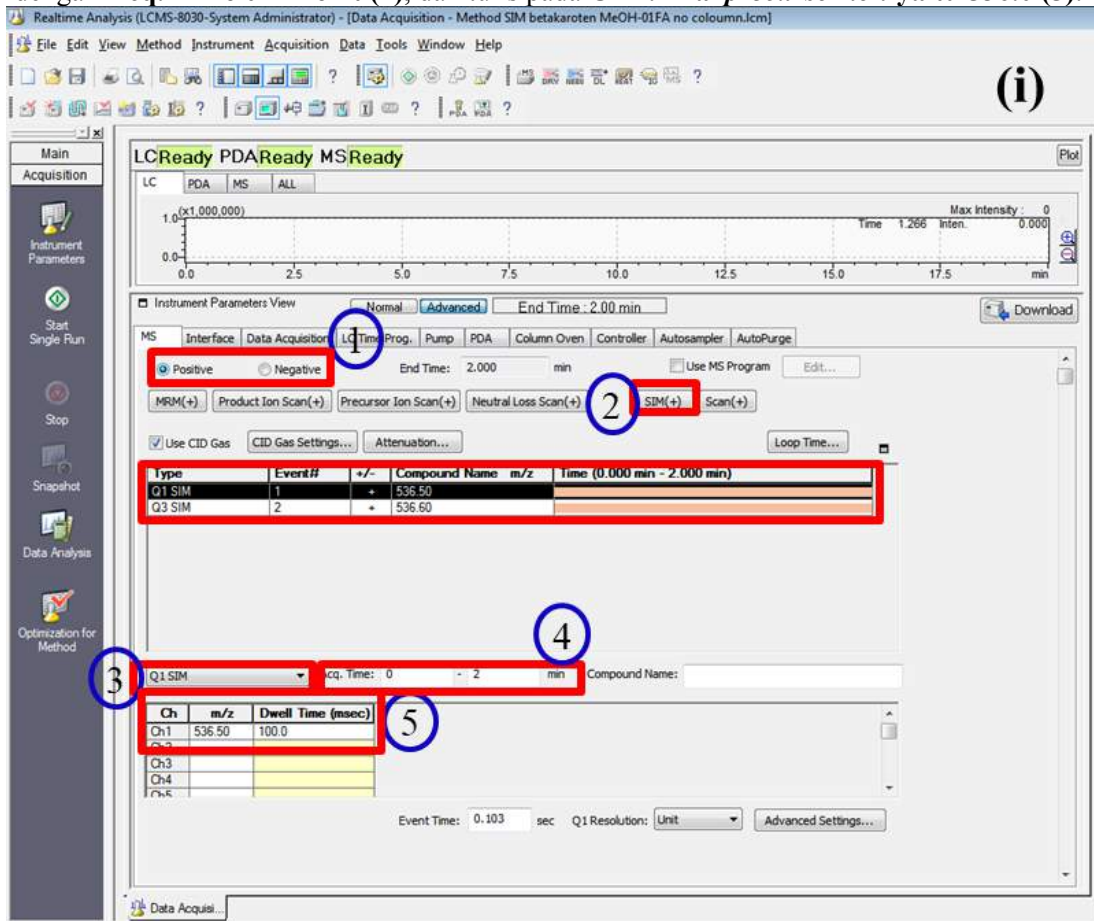 Realtime Analysis (LCMS-8030-System Administrator) - [Data Acquisition - Method SIM betakaroten MeOH-01FA no coloumn.lcm]
File Edit View Method Instrument Acquisition Data Tools Window Help
(i)
Main
Acquisition
Instrument Parameters
Start Single Run
Stop
Snapshot
Data Analysis
Optimization for Method
LC Ready PDA Ready MS Ready
Plot
LC PDA MS ALL
(x1,000,000)
Max Intensity : 0
Time 1.266 Inten. 0.000
1.0
0.0
0.0 2.5 5.0 7.5 10.0 12.5 15.0 17.5 min
Instrument Parameters View Normal Advanced End Time : 2.00 min
Download
MS Interface Data Acquisition LC Time Prog. Pump PDA Column Oven Controller Autosampler AutoPurge
1
Positive Negative End Time: 2.000 min Use MS Program Edit...
2
MRM(+) Product Ion Scan(+) Precursor Ion Scan(+) Neutral Loss Scan(+) SIM(+) Scan(+)
Use CID Gas CID Gas Settings... Attenuation... Loop Time...
Type Event# +/- Compound Name m/z Time (0.000 min - 2.000 min)
Q1 SIM 1 + 536.50
Q3 SIM 2 + 536.60
4
3
Q1 SIM Acq. Time: 0 - 2 min Compound Name:
5
Ch m/z Dwell Time (msec)
Ch1 536.50 100.0
Ch2
Ch3
Ch4
Ch5
Event Time: 0.103 sec Q1 Resolution: Unit Advanced Settings...
Data Acquisi...